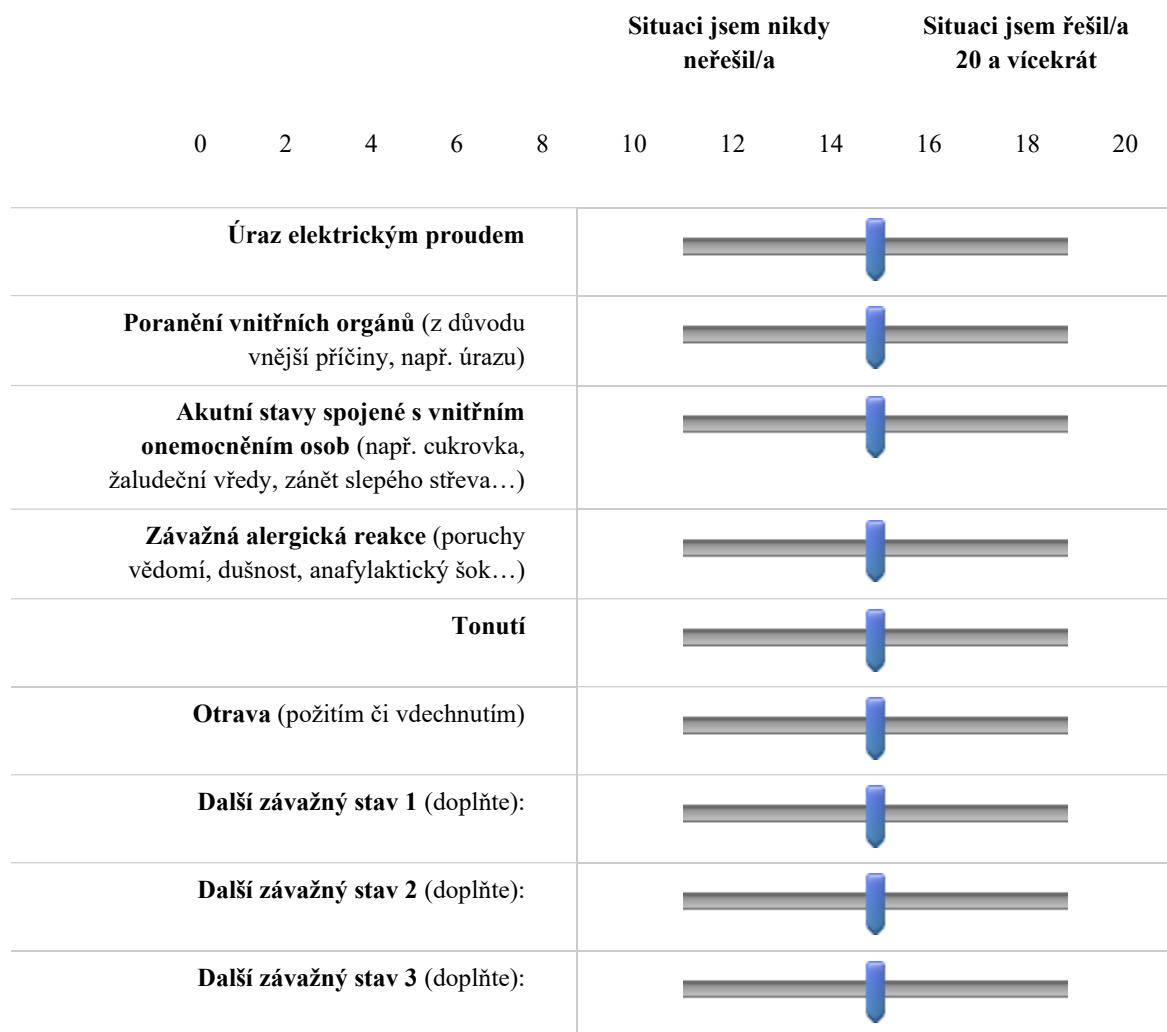 Situaci jsem nikdy neřešil/a
Situaci jsem řešil/a 20 a vícekrát
0 2 4 6 8 10 12 14 16 18 20
Úraz elektrickým proudem
Poranění vnitřních orgánů (z důvodu
vnější příčiny, např. úrazu)
Akutní stavy spojené s vnitřním
onemocněním osob (např. cukrovka,
žaludeční vředy, zánět slepého střeva…)
Závažná alergická reakce (poruchy
vědomí, dušnost, anafylaktický šok…)
Tonutí
Otrava (požitím či vdechnutím)
Další závažný stav 1 (doplňte):
Další závažný stav 2 (doplňte):
Další závažný stav 3 (doplňte):